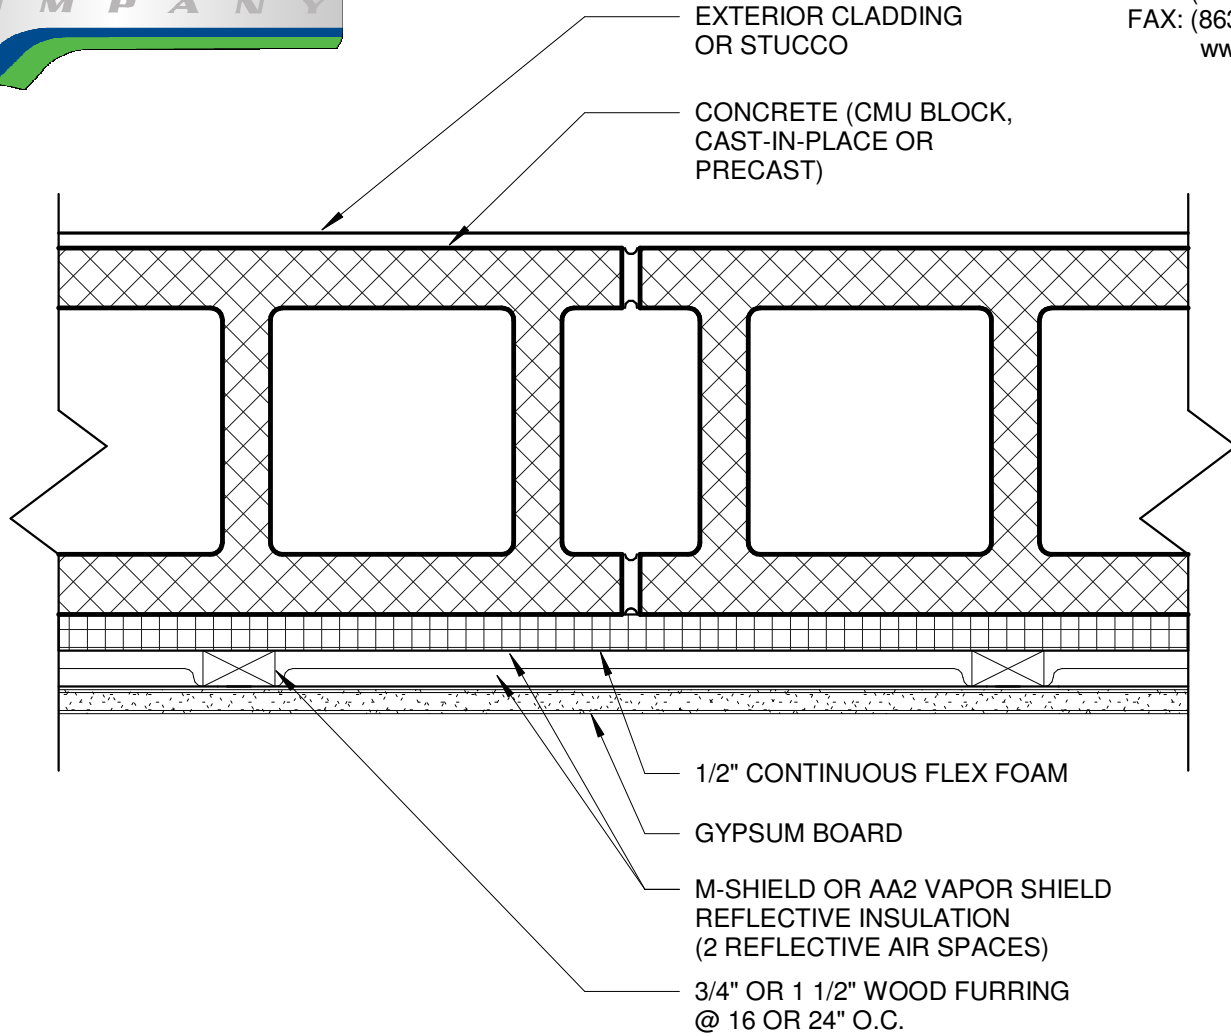 EXTERIOR CLADDING
OR STUCCO
FAX: (863
CONCRETE (CMU BLOCK,
CAST-IN-PLACE OR
PRECAST)
1/2" CONTINUOUS FLEX FOAM
GYPSUM BOARD
M-SHIELD OR AA2 VAPOR SHIELD
REFLECTIVE INSULATION
(2 REFLECTIVE AIR SPACES)
3/4" OR 1 1/2" WOOD FURRING
@ 16 OR 24" O.C.